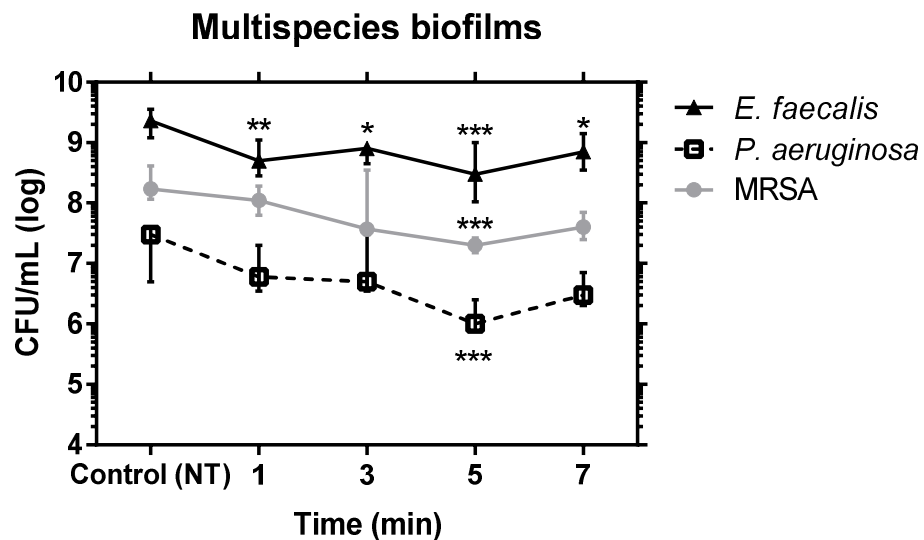 Multispecies biofilms
10
9
8
7
6
5
4
CFU/mL (log)
** * *** *
***
***
Control (NT) 1 3 5 7
Time (min)
E. faecalis
P. aeruginosa
MRSA